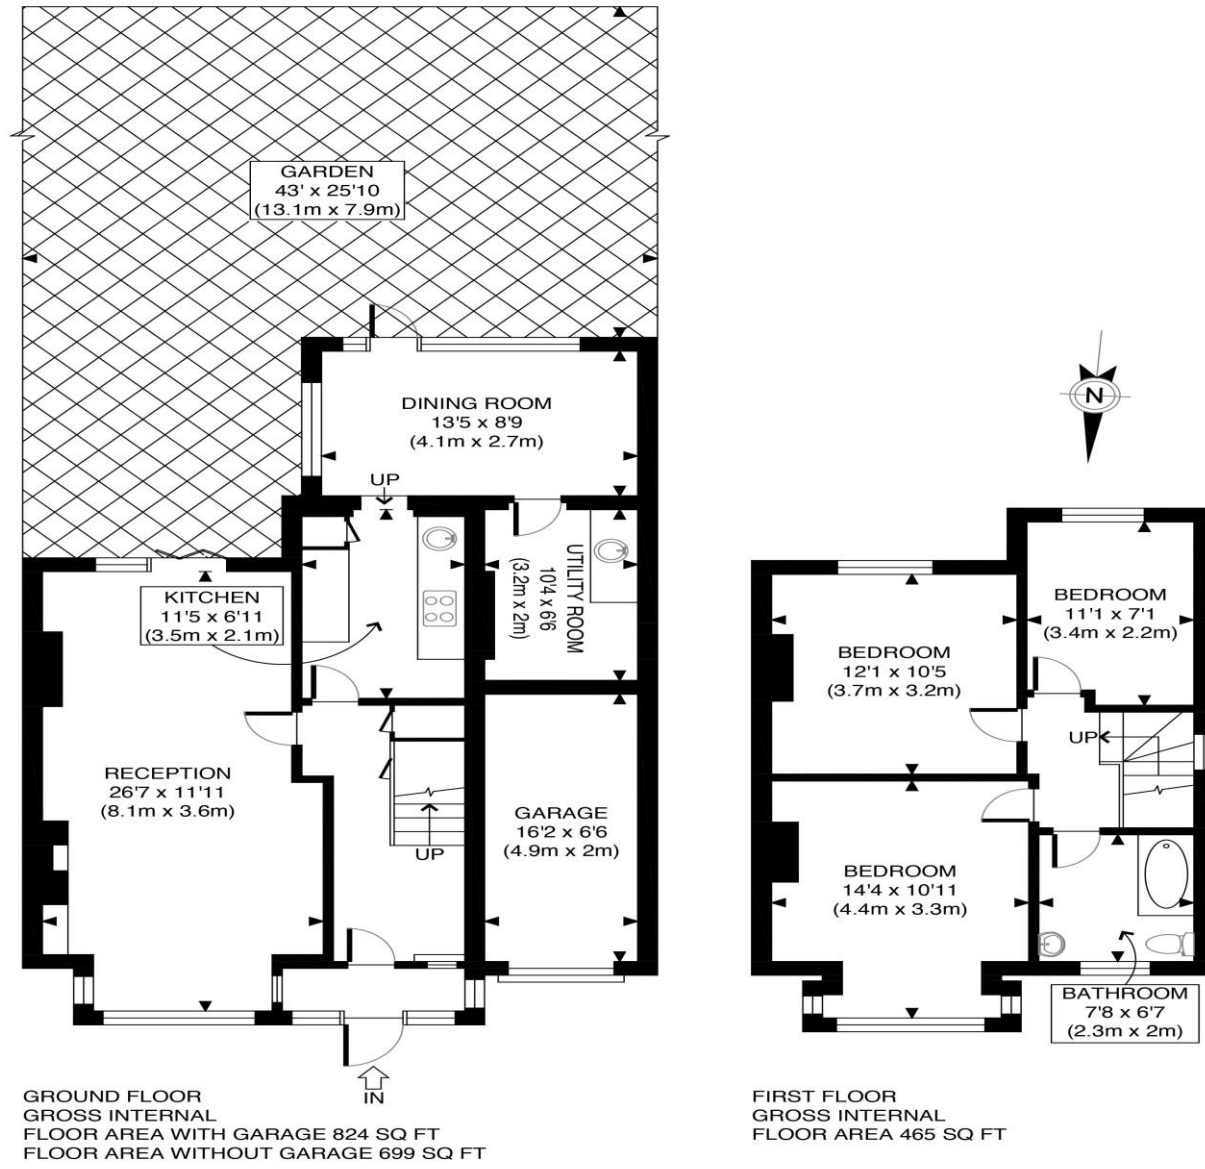 GARDEN
43' x 25'10
(13.1m x 7.9m)
DINING ROOM
13'5 x 8'9
(4.1m x 2.7m)
UP
KITCHEN
11'5 x 6'11
(3.5m x 2.1m)
UTILITY ROOM
10'4 x 6'6
(3.2m x 2m)
RECEPTION
26'7 x 11'11
(8.1m x 3.6m)
UP
GARAGE
16'2 x 6'6
(4.9m x 2m)
IN
GROUND FLOOR
GROSS INTERNAL
FLOOR AREA WITH GARAGE 824 SQ FT
FLOOR AREA WITHOUT GARAGE 699 SQ FT
N
BEDROOM
11'1 x 7'1
(3.4m x 2.2m)
BEDROOM
12'1 x 10'5
(3.7m x 3.2m)
UP
BEDROOM
14'4 x 10'11
(4.4m x 3.3m)
BATHROOM
7'8 x 6'7
(2.3m x 2m)
FIRST FLOOR
GROSS INTERNAL
FLOOR AREA 465 SQ FT